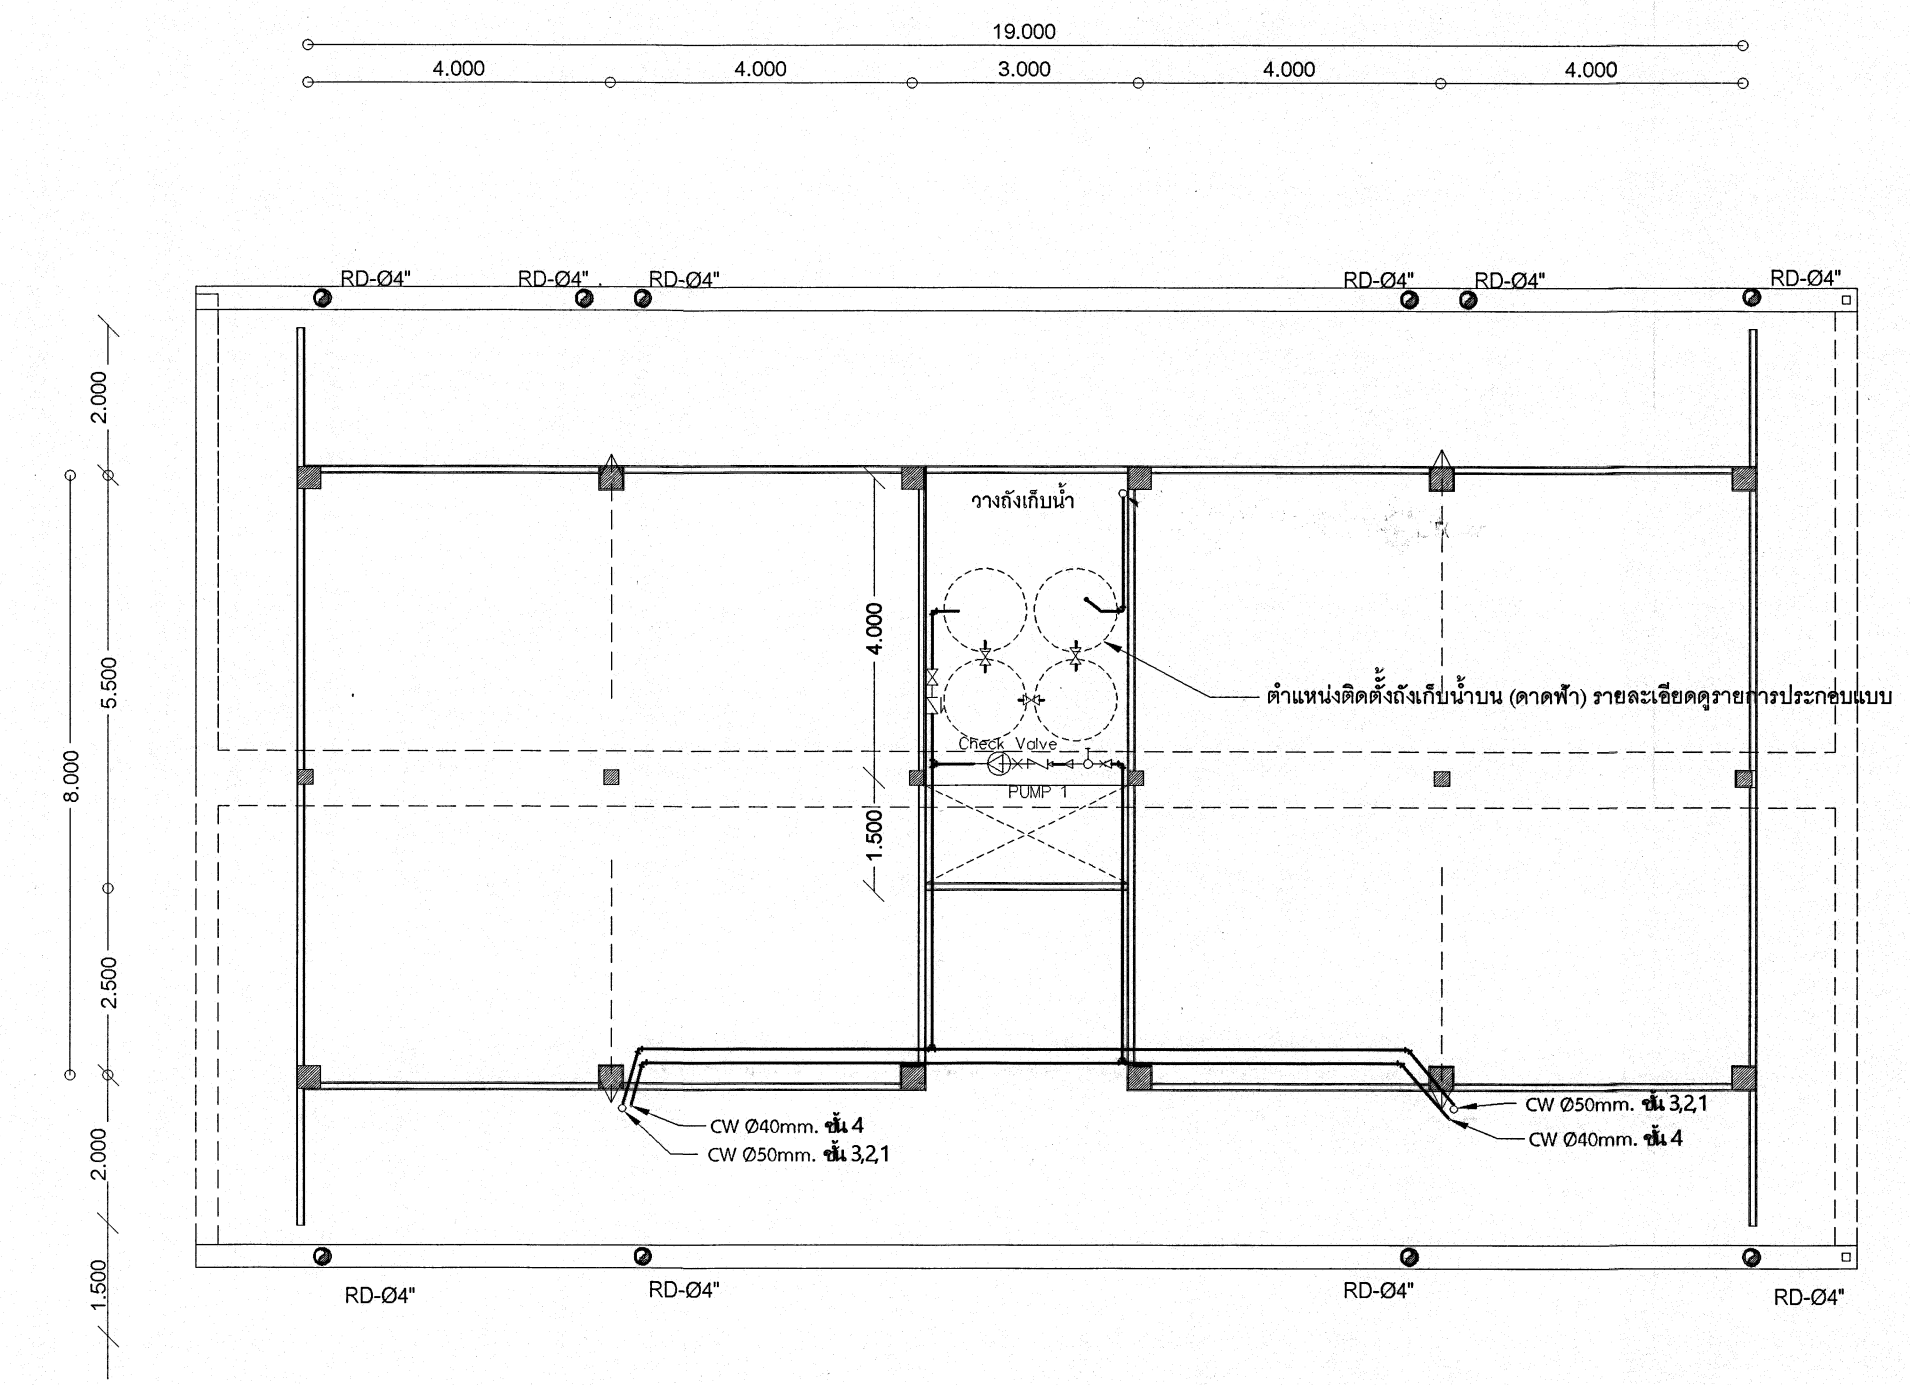 19.000
4.000 4.000 3.000 4.000 4.000
RD-Ø4" RD-Ø4" RD-Ø4" RD-Ø4" RD-Ø4" RD-Ø4"
2.000
วางถังเก็บน้ำ
4.000
5.500
ตำแหน่งติดตั้งถังเก็บน้ำบน (ดาดฟ้า) รายละเอียดดูรายการประกอบแบบ
Check Valve
8.000
PUMP 1
1.500
2.500
CW Ø40mm. ชั้น 4
CW Ø50mm. ชั้น 3,2,1
CW Ø50mm. ชั้น 3,2,1
CW Ø40mm. ชั้น 4
2.000
1.500
RD-Ø4" RD-Ø4" RD-Ø4" RD-Ø4"